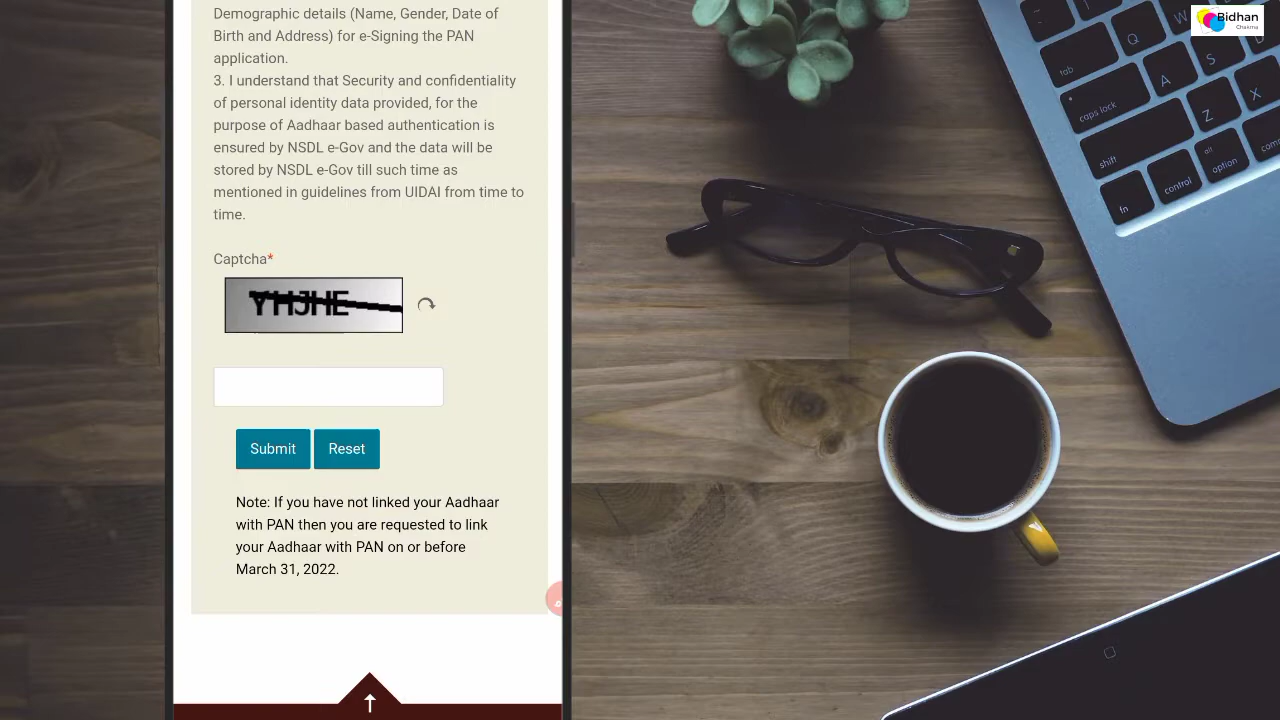 Demographic details (Name, Gender, Date of
Birth and Address) for e-Signing the PAN
application.
3. I understand that Security and confidentiality
of personal identity data provided, for the
purpose of Aadhaar based authentication is
ensured by NSDL e-Gov and the data will be
stored by NSDL e-Gov till such time as
mentioned in guidelines from UIDAI from time to
time.
Captcha*
YHJHE
Submit Reset
Note: If you have not linked your Aadhaar
with PAN then you are requested to link
your Aadhaar with PAN on or before
March 31, 2022.
Bidhan
Chakma
Q W
tab
A S
caps lock
Z X
shift
fn control alt option